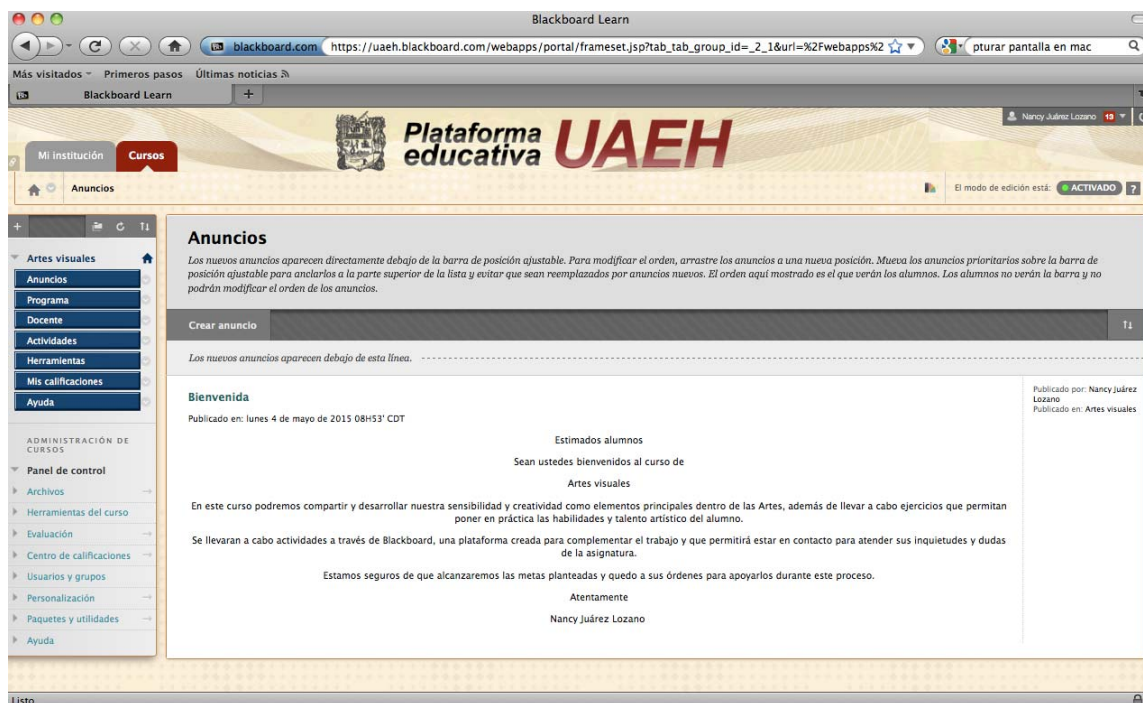 Blackboard Learn
blackboard.com https://uaeh.blackboard.com/webapps/portal/frameset.jsp?tab_tab_group_id=_2_1&url=%2Fwebapps%2 pturar pantalla en mac
Más visitados Primeros pasos Últimas noticias
Blackboard Learn +
Nancy Juárez Lozano 13
Plataforma
educativa UAEH
Mi institución Cursos
Anuncios El modo de edición está: ACTIVADO ?
Anuncios
Los nuevos anuncios aparecen directamente debajo de la barra de posición ajustable. Para modificar el orden, arrastre los anuncios a una nueva posición. Mueva los anuncios prioritarios sobre la barra de
posición ajustable para anclarlos a la parte superior de la lista y evitar que sean reemplazados por anuncios nuevos. El orden aquí mostrado es el que verán los alumnos. Los alumnos no verán la barra y no
podrán modificar el orden de los anuncios.
Crear anuncio
Los nuevos anuncios aparecen debajo de esta línea.
Artes visuales
Anuncios
Programa
Docente
Actividades
Herramientas
Mis calificaciones
Ayuda
ADMINISTRACIÓN DE
CURSOS
Panel de control
Archivos
Herramientas del curso
Evaluación
Centro de calificaciones
Usuarios y grupos
Personalización
Paquetes y utilidades
Ayuda
Bienvenida
Publicado en: lunes 4 de mayo de 2015 08H53' CDT
Estimados alumnos
Sean ustedes bienvenidos al curso de
Artes visuales
En este curso podremos compartir y desarrollar nuestra sensibilidad y creatividad como elementos principales dentro de las Artes, además de llevar a cabo ejercicios que permitan
poner en práctica las habilidades y talento artístico del alumno.
Se llevaran a cabo actividades a través de Blackboard, una plataforma creada para complementar el trabajo y que permitirá estar en contacto para atender sus inquietudes y dudas
de la asignatura.
Estamos seguros de que alcanzaremos las metas planteadas y quedo a sus órdenes para apoyarlos durante este proceso.
Atentamente
Nancy Juárez Lozano
Publicado por: Nancy Juárez
Lozano
Publicado en: Artes visuales
Listo